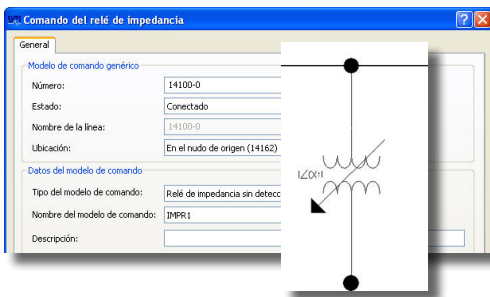 Comando del relé de impedancia
General
Modelo de comando genérico
Número: 14100-0
Estado: Conectado
Nombre de la línea: 14100-0
Ubicación: En el nudo de origen (14162)
Datos del modelo de comando
Tipo del modelo de comando: Relé de impedancia sin
Nombre del modelo de comando: IMPR1
Descripción: